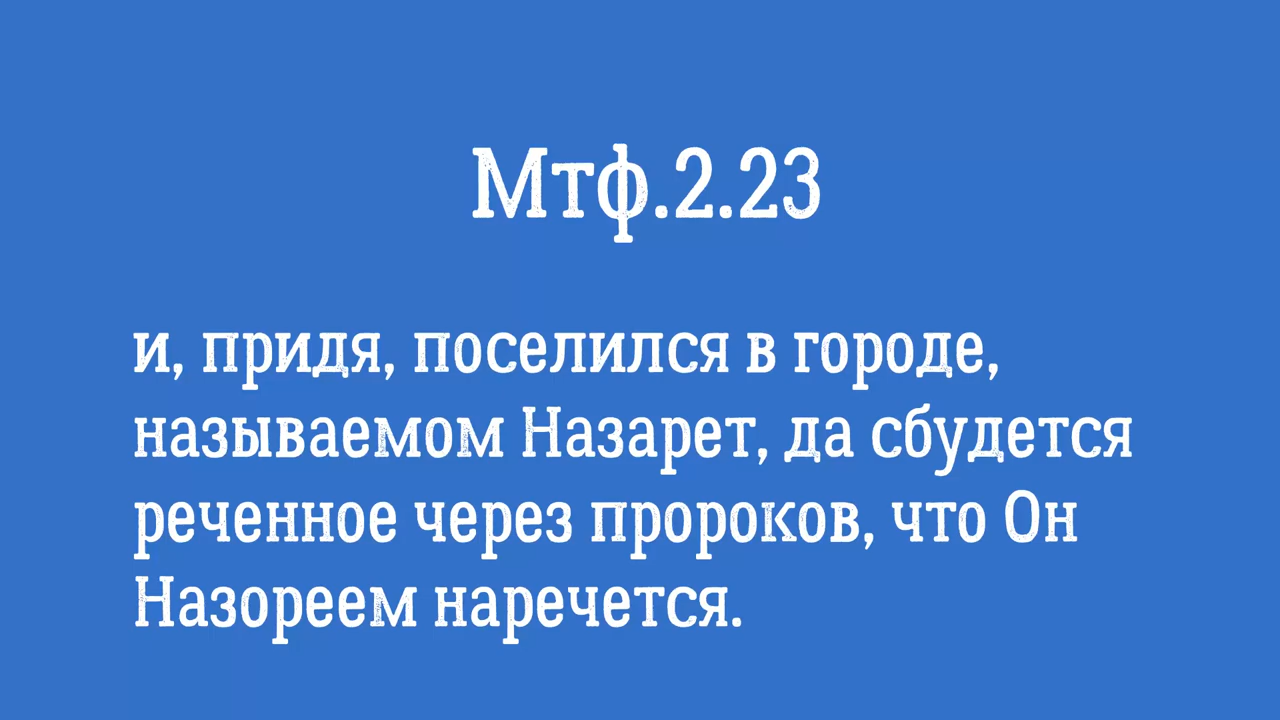 Мтф.2.23
и, придя, поселился в городе,
называемом Назарет, да сбудется
реченное через пророков, что Он
Назореем наречется.